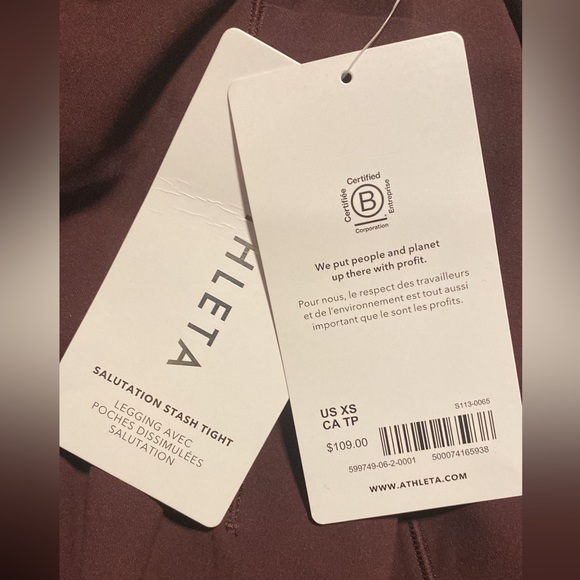 ATHLETA
SALUTATION STASH TIGHT
LEGGING AVEC
POCHES DISSIMULÉES
SALUTATION
Certified
Certifiée
B
Entreprise
Corporation
We put people and planet
up there with profit.
Pour nous, le respect des travailleurs
et de l'environnement est tout aussi
important que le sont les profits.
US XS
CA TP
$109.00
S113-0065
599749-06-2-0001 500074165938
WWW.ATHLETA.COM